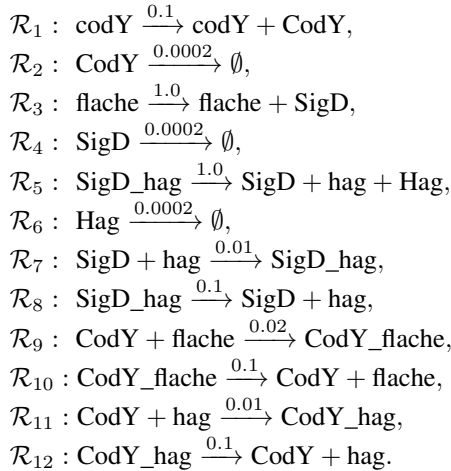 R₁ : codY —0.1→ codY + CodY,
R₂ : CodY —0.0002→ ∅,
R₃ : flache —1.0→ flache + SigD,
R₄ : SigD —0.0002→ ∅,
R₅ : SigD_hag —1.0→ SigD + hag + Hag,
R₆ : Hag —0.0002→ ∅,
R₇ : SigD + hag —0.01→ SigD_hag,
R₈ : SigD_hag —0.1→ SigD + hag,
R₉ : CodY + flache —0.02→ CodY_flache,
R₁₀ : CodY_flache —0.1→ CodY + flache,
R₁₁ : CodY + hag —0.01→ CodY_hag,
R₁₂ : CodY_hag —0.1→ CodY + hag.